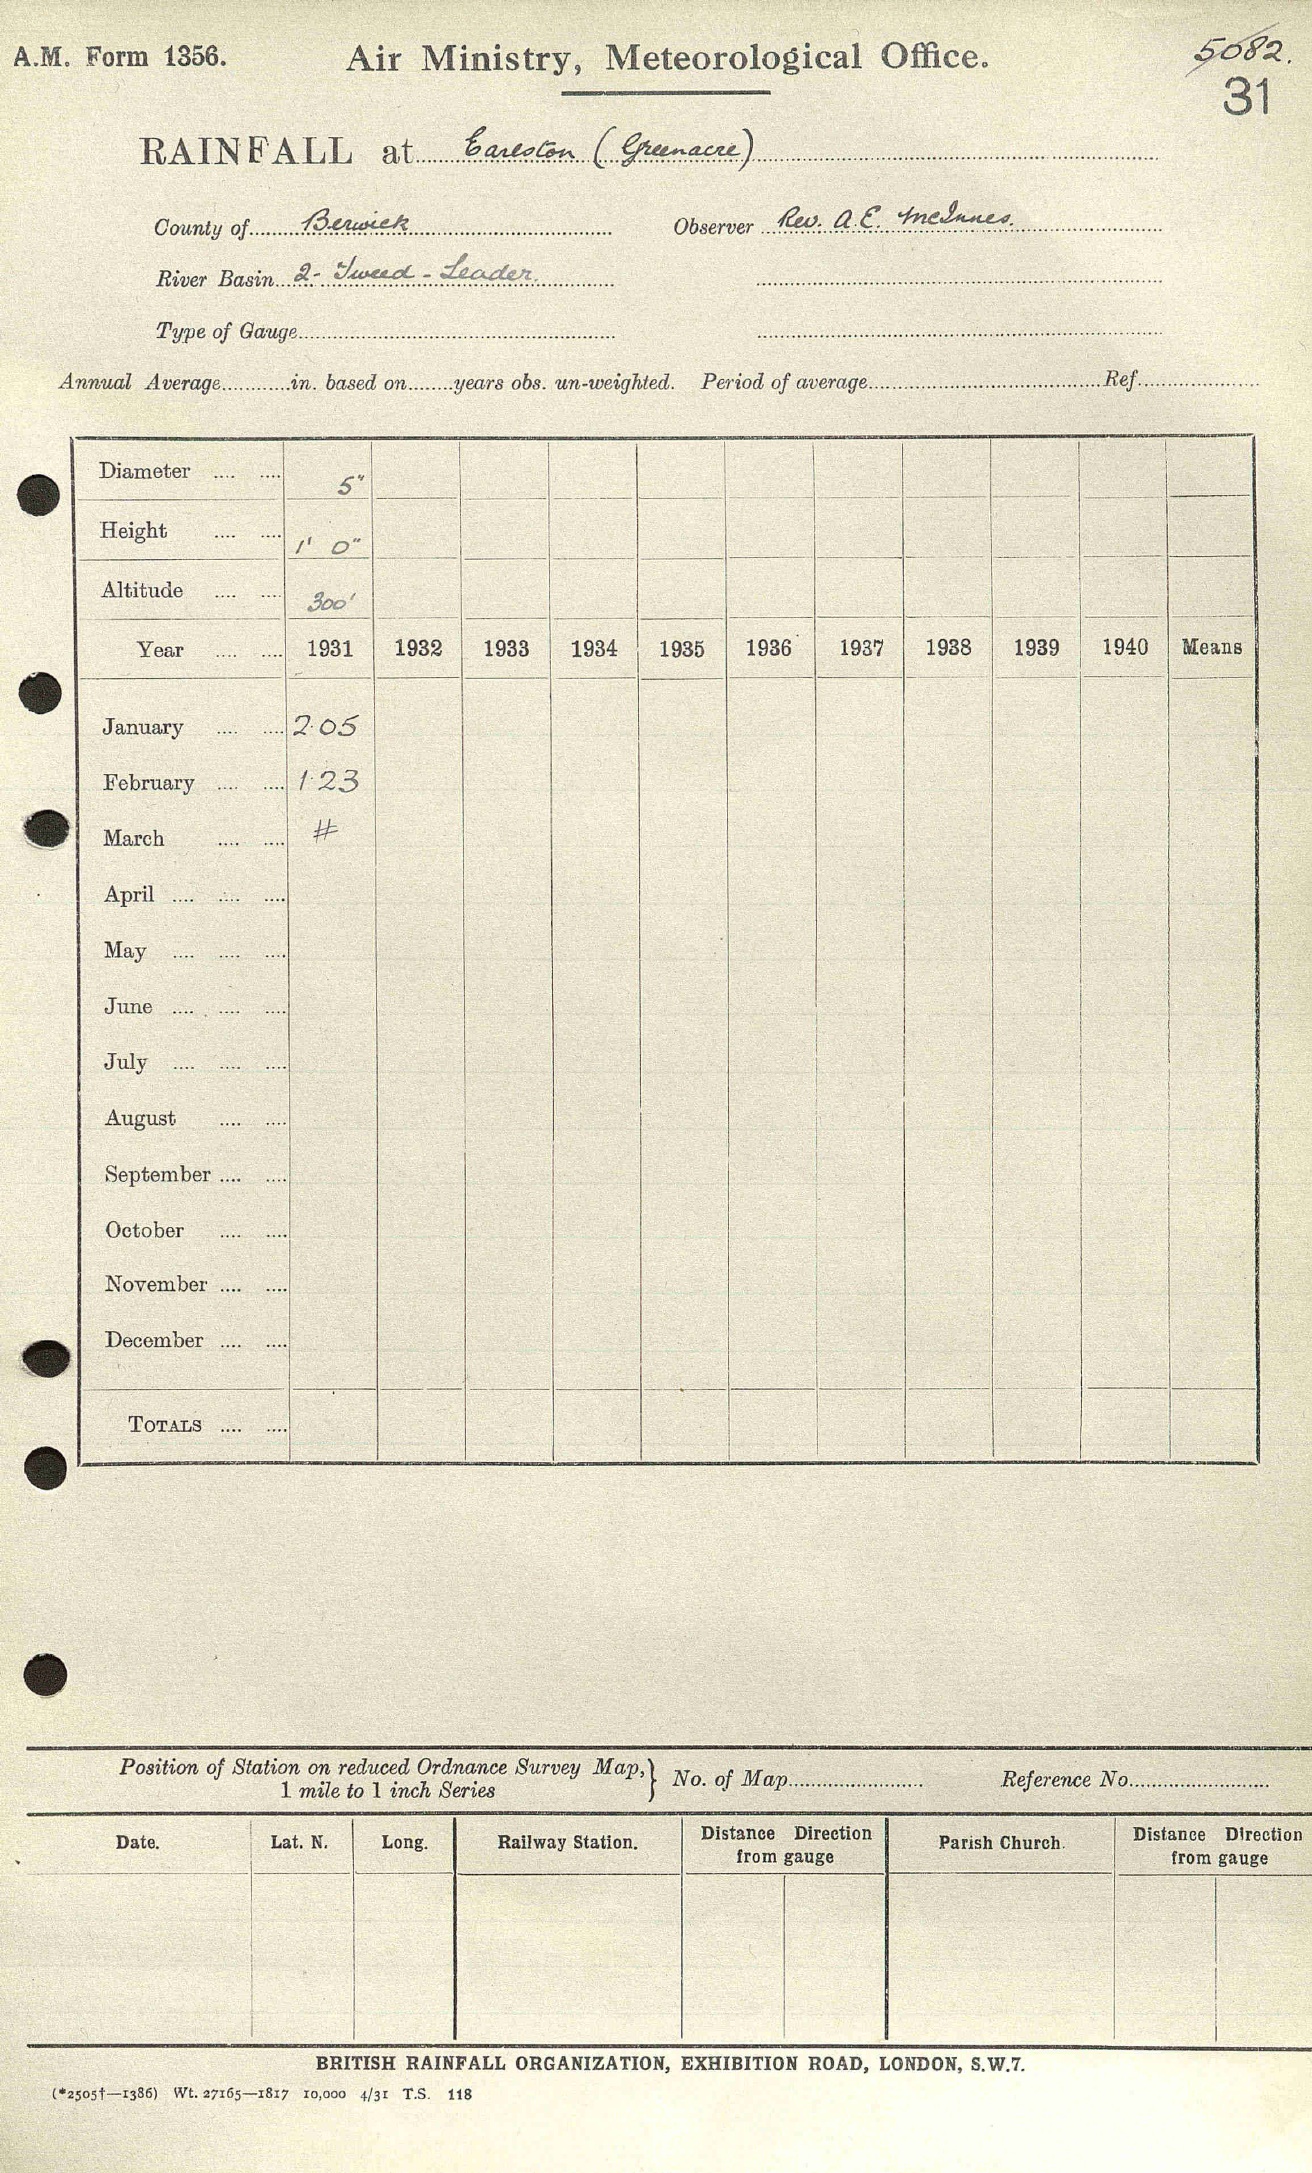 A.M. Form 1356.
Air Ministry, Meteorological Office.
5082.
31
RAINFALL at Earlston (Greenacre)
County of Berwick
Observer Rev. A.E. McInnes.
River Basin 2- Tweed - Leader.
Type of Gauge
Annual Average in. based on years obs. un-weighted. Period of average Ref.
Diameter 5"
Height 1' 0"
Altitude 300'
Year 1931 1932 1933 1934 1935 1936 1937 1938 1939 1940 Means
January 2.05
February 1.23
March #
April
May
June
July
August
September
October
November
December
TOTALS
Position of Station on reduced Ordnance Survey Map,}
1 mile to 1 inch Series
No. of Map
Reference No.
Date. Lat. N. Long. Railway Station. Distance Direction from gauge Parish Church. Distance Direction from gauge
BRITISH RAINFALL ORGANIZATION, EXHIBITION ROAD, LONDON, S.W.7.
(*2505†—1386) Wt. 27165—1817 10,000 4/31 T.S. 118